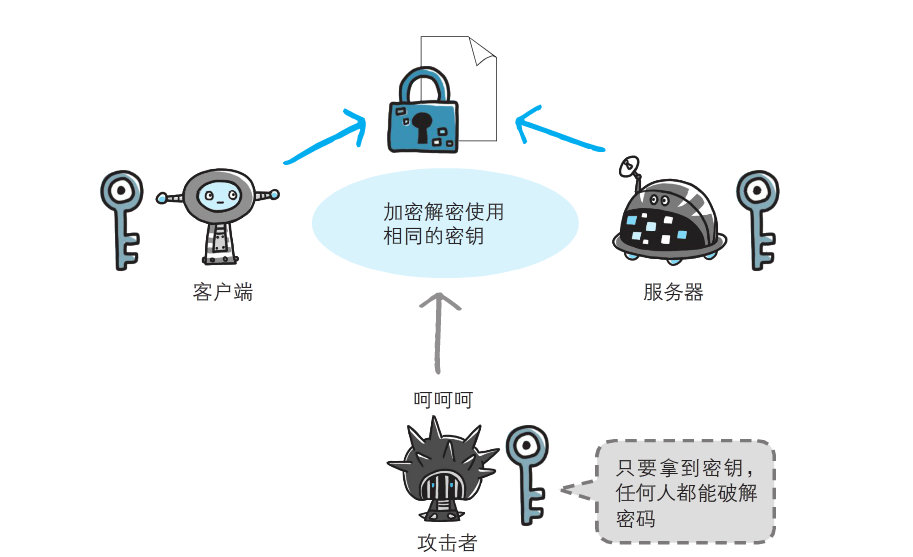 加密解密使用
相同的密钥
客户端
服务器
呵呵呵
只要拿到密钥，
任何人都能破解
密码
攻击者